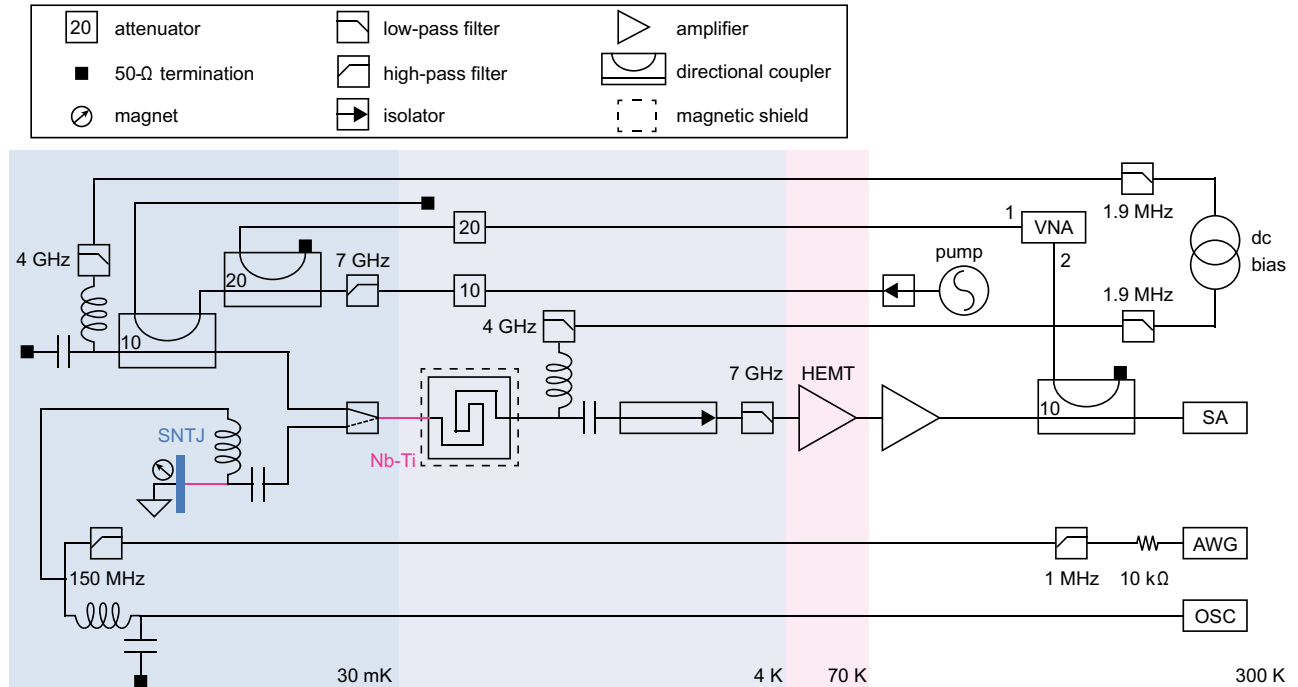 20 attenuator low-pass filter amplifier
50-Ω termination high-pass filter directional coupler
magnet isolator magnetic shield
1.9 MHz
20 1 VNA
4 GHz 2 dc
bias
20 7 GHz 10 pump
10 4 GHz 1.9 MHz
7 GHz HEMT
10 SA
SNTJ
Nb-Ti
AWG
150 MHz 1 MHz 10 kΩ
OSC
30 mK 4 K 70 K 300 K